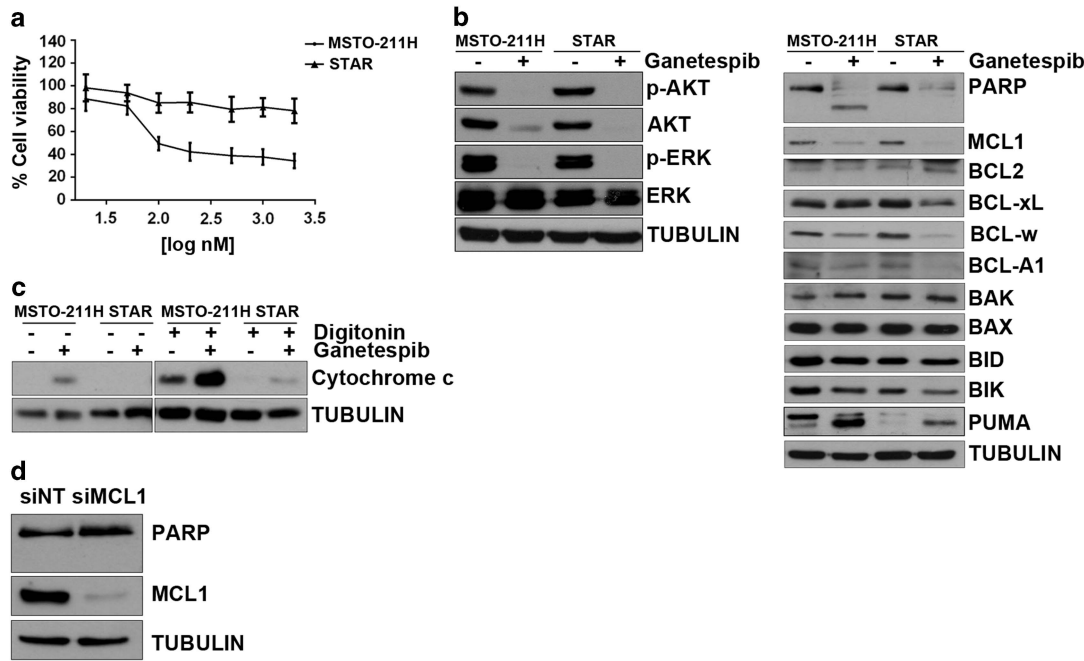 a
140
120
100
80
60
40
20
0
% Cell viability
1.5 2.0 2.5 3.0 3.5
[log nM]
MSTO-211H
STAR
b
MSTO-211H STAR
- + - + Ganetespib
p-AKT
AKT
p-ERK
ERK
TUBULIN
MSTO-211H STAR
- + - + Ganetespib
PARP
MCL1
BCL2
BCL-xL
BCL-w
BCL-A1
BAK
BAX
BID
BIK
PUMA
TUBULIN
c
MSTO-211H STAR MSTO-211H STAR
- - - - + + + + Digitonin
- + - + - + - + Ganetespib
Cytochrome c
TUBULIN
d
siNT siMCL1
PARP
MCL1
TUBULIN